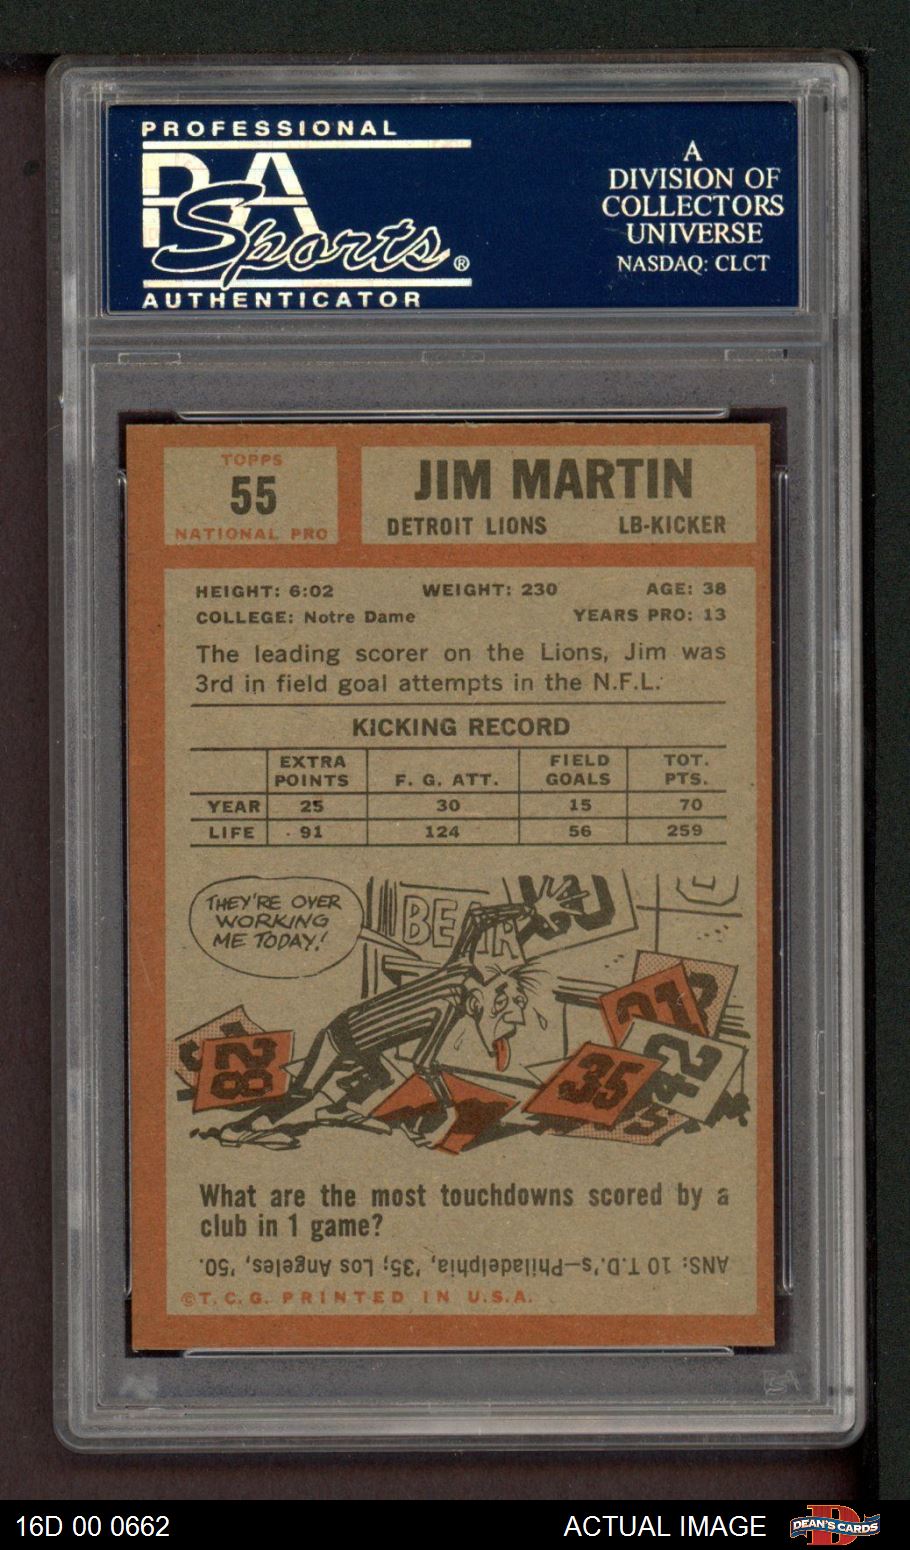 PROFESSIONAL
PSA
Sports®
AUTHENTICATOR
A
DIVISION OF
COLLECTORS
UNIVERSE
NASDAQ: CLCT
TOPPS
55
NATIONAL PRO
JIM MARTIN
DETROIT LIONS LB-KICKER
HEIGHT: 6:02 WEIGHT: 230 AGE: 38
COLLEGE: Notre Dame YEARS PRO: 13
The leading scorer on the Lions, Jim was
3rd in field goal attempts in the N.F.L.
KICKING RECORD
EXTRA POINTS F. G. ATT. FIELD GOALS TOT. PTS.
YEAR 25 30 15 70
LIFE 91 124 56 259
THEY'RE OVER
WORKING
ME TODAY!
BEAR
82
35
42
What are the most touchdowns scored by a
club in 1 game?
ANS: 10 T.D.'s—Philadelphia, '35; Los Angeles, '50.
©T.C.G. PRINTED IN U.S.A.
16D 00 0662
ACTUAL IMAGE
D
DEAN'S CARDS